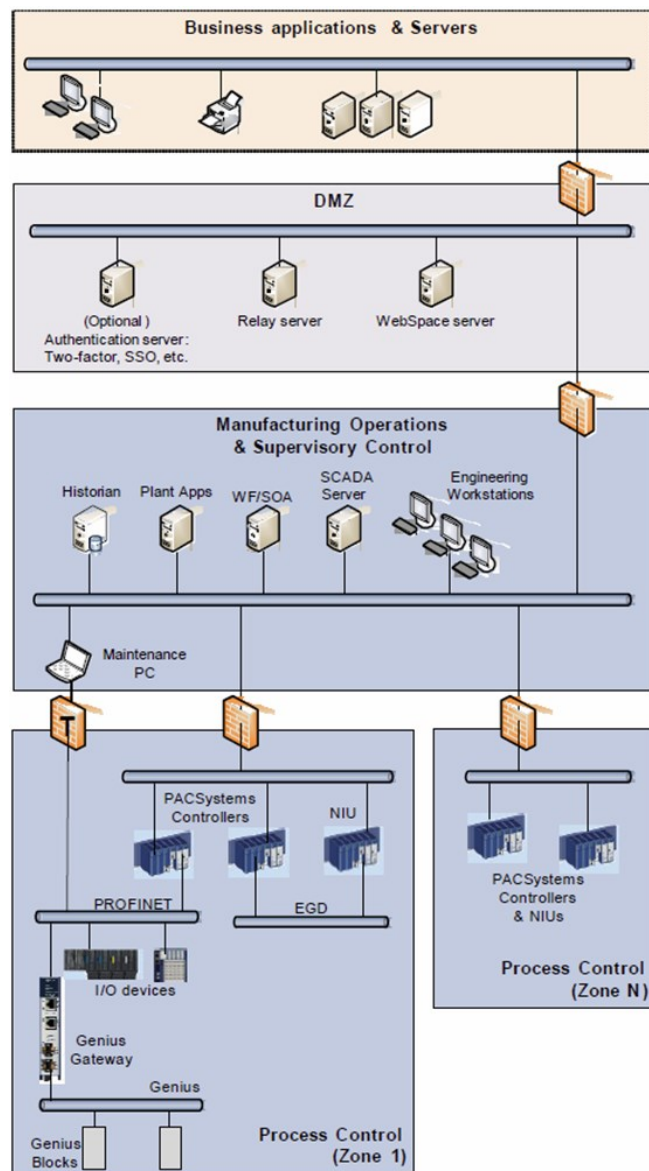 Business applications & Servers
DMZ
(Optional )
Authentication server:
Two-factor, SSO, etc.
Relay server
WebSpace server
Manufacturing Operations
& Supervisory Control
Historian
Plant Apps
WF/SOA
SCADA
Server
Engineering
Workstations
Maintenance
PC
T
PACSystems
Controllers
NIU
PROFINET
EGD
I/O devices
Genius
Gateway
Genius
Genius
Blocks
Process Control
(Zone 1)
PACSystems
Controllers
& NIUs
Process Control
(Zone N)